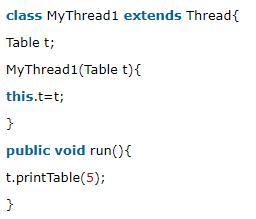 class MyThread1 extends Thread{
Table t;
MyThread1(Table t){
this.t=t;
}
public void run(){
t.printTable(5);
}